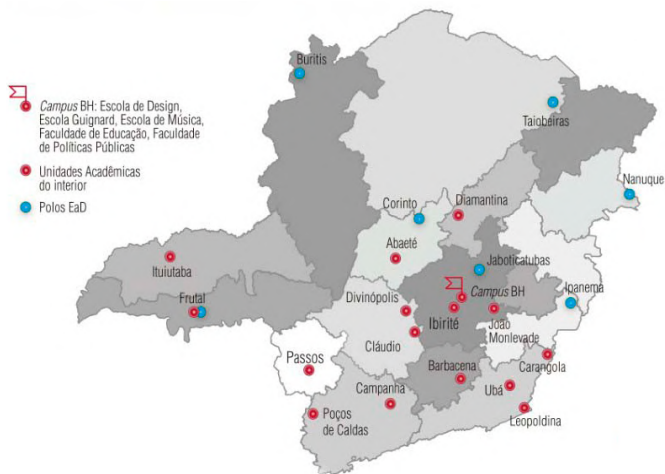 Campus BH: Escola de Design,
Escola Guignard, Escola de Música,
Faculdade de Educação, Faculdade
de Políticas Públicas
Unidades Acadêmicas
do interior
Polos EaD
Buritis
Taiobeiras
Nanuque
Corinto
Diamantina
Abaeté
Ituiutaba
Jaboticatubas
Frutal
Divinópolis
Campus BH
Ipanema
Ibirité
João
Monlevade
Cláudio
Passos
Barbacena
Carangola
Campanha
Ubá
Poços
de Caldas
Leopoldina